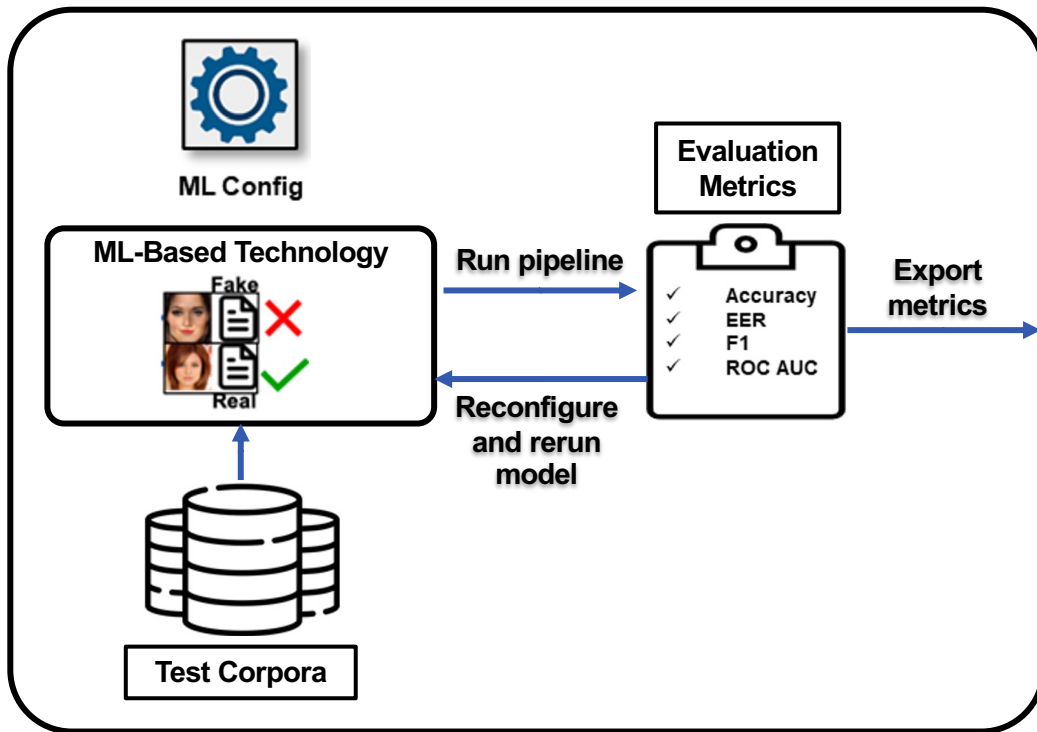 ML Config
ML-Based Technology
Fake
Real
Run pipeline
Reconfigure
and rerun
model
Evaluation
Metrics
✓ Accuracy
✓ EER
✓ F1
✓ ROC AUC
Export
metrics
Test Corpora